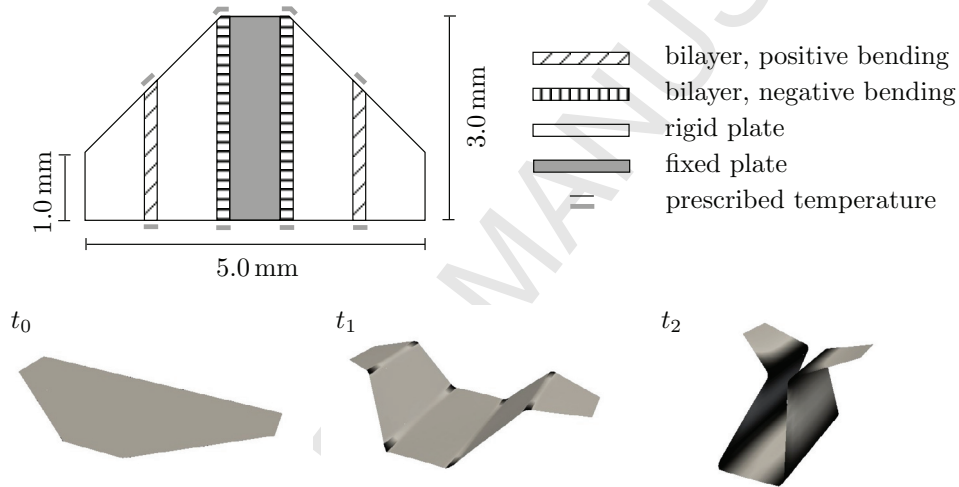 bilayer, positive bending
bilayer, negative bending
rigid plate
fixed plate
prescribed temperature
3.0 mm
1.0 mm
5.0 mm
t0
t1
t2
MANUS